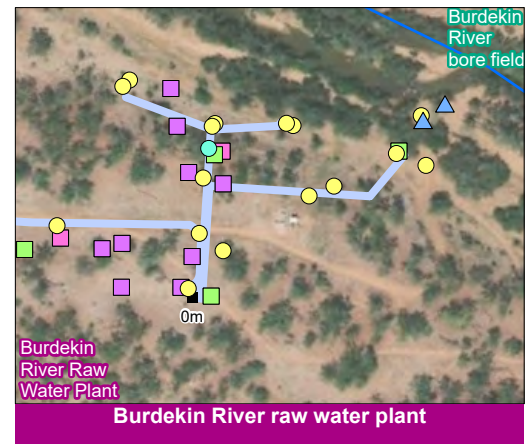 Burdekin
River
bore field
0m
Burdekin
River Raw
Water Plant
Burdekin River raw water plant